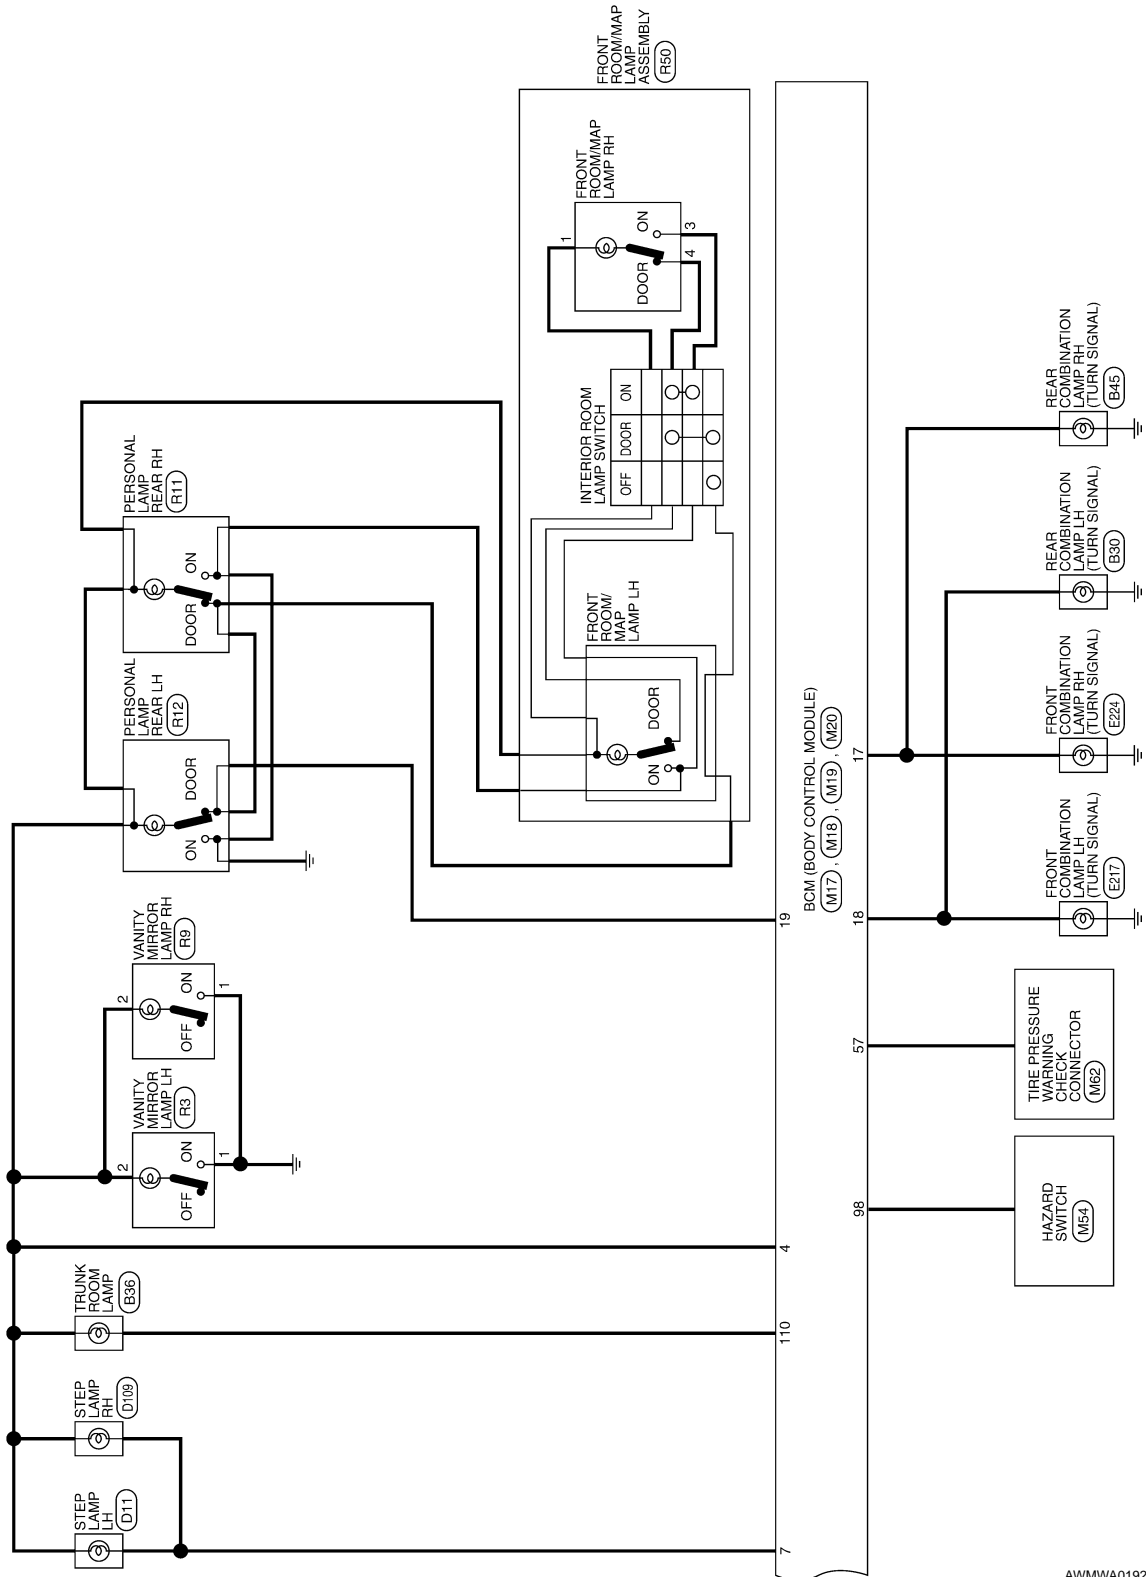 FRONT
ROOM/MAP
LAMP
ASSEMBLY
R50
FRONT
ROOM/MAP
LAMP RH
1
ON
DOOR
3
4
INTERIOR ROOM
LAMP SWITCH
OFF
DOOR
ON
FRONT
ROOM/
MAP
LAMP LH
DOOR
ON
PERSONAL
LAMP
REAR RH
R11
ON
DOOR
PERSONAL
LAMP
REAR LH
R12
DOOR
ON
VANITY
MIRROR
LAMP RH
R9
2
ON
OFF
1
VANITY
MIRROR
LAMP LH
R3
2
ON
OFF
1
TRUNK
ROOM
LAMP
B36
STEP
LAMP
RH
D109
STEP
LAMP
LH
D11
BCM (BODY CONTROL MODULE)
M17 , M18 , M19 , M20
19
4
110
7
17
18
57
98
REAR
COMBINATION
LAMP RH
(TURN SIGNAL)
B45
REAR
COMBINATION
LAMP LH
(TURN SIGNAL)
B30
FRONT
COMBINATION
LAMP RH
(TURN SIGNAL)
E224
FRONT
COMBINATION
LAMP LH
(TURN SIGNAL)
E217
TIRE PRESSURE
WARNING
CHECK
CONNECTOR
M62
HAZARD
SWITCH
M54